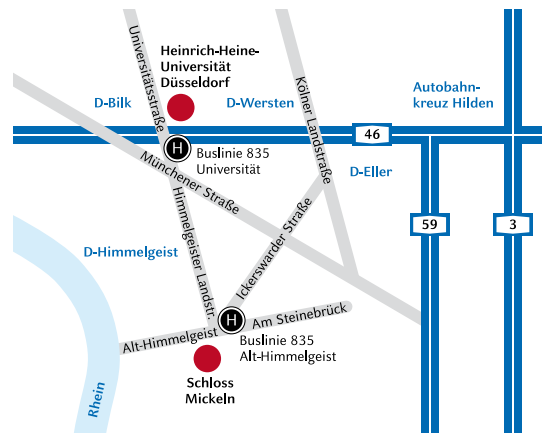 Heinrich-Heine-
Universität
Düsseldorf
Universitätsstraße
Kölner Landstraße
Autobahn-
kreuz Hilden
D-Bilk
D-Wersten
46
H
Buslinie 835
Universität
Münchener Straße
D-Eller
Himmelgeister Landstr.
Ickerswarder Straße
59
3
D-Himmelgeist
H
Am Steinebrück
Alt-Himmelgeist
Buslinie 835
Alt-Himmelgeist
Schloss
Mickeln
Rhein